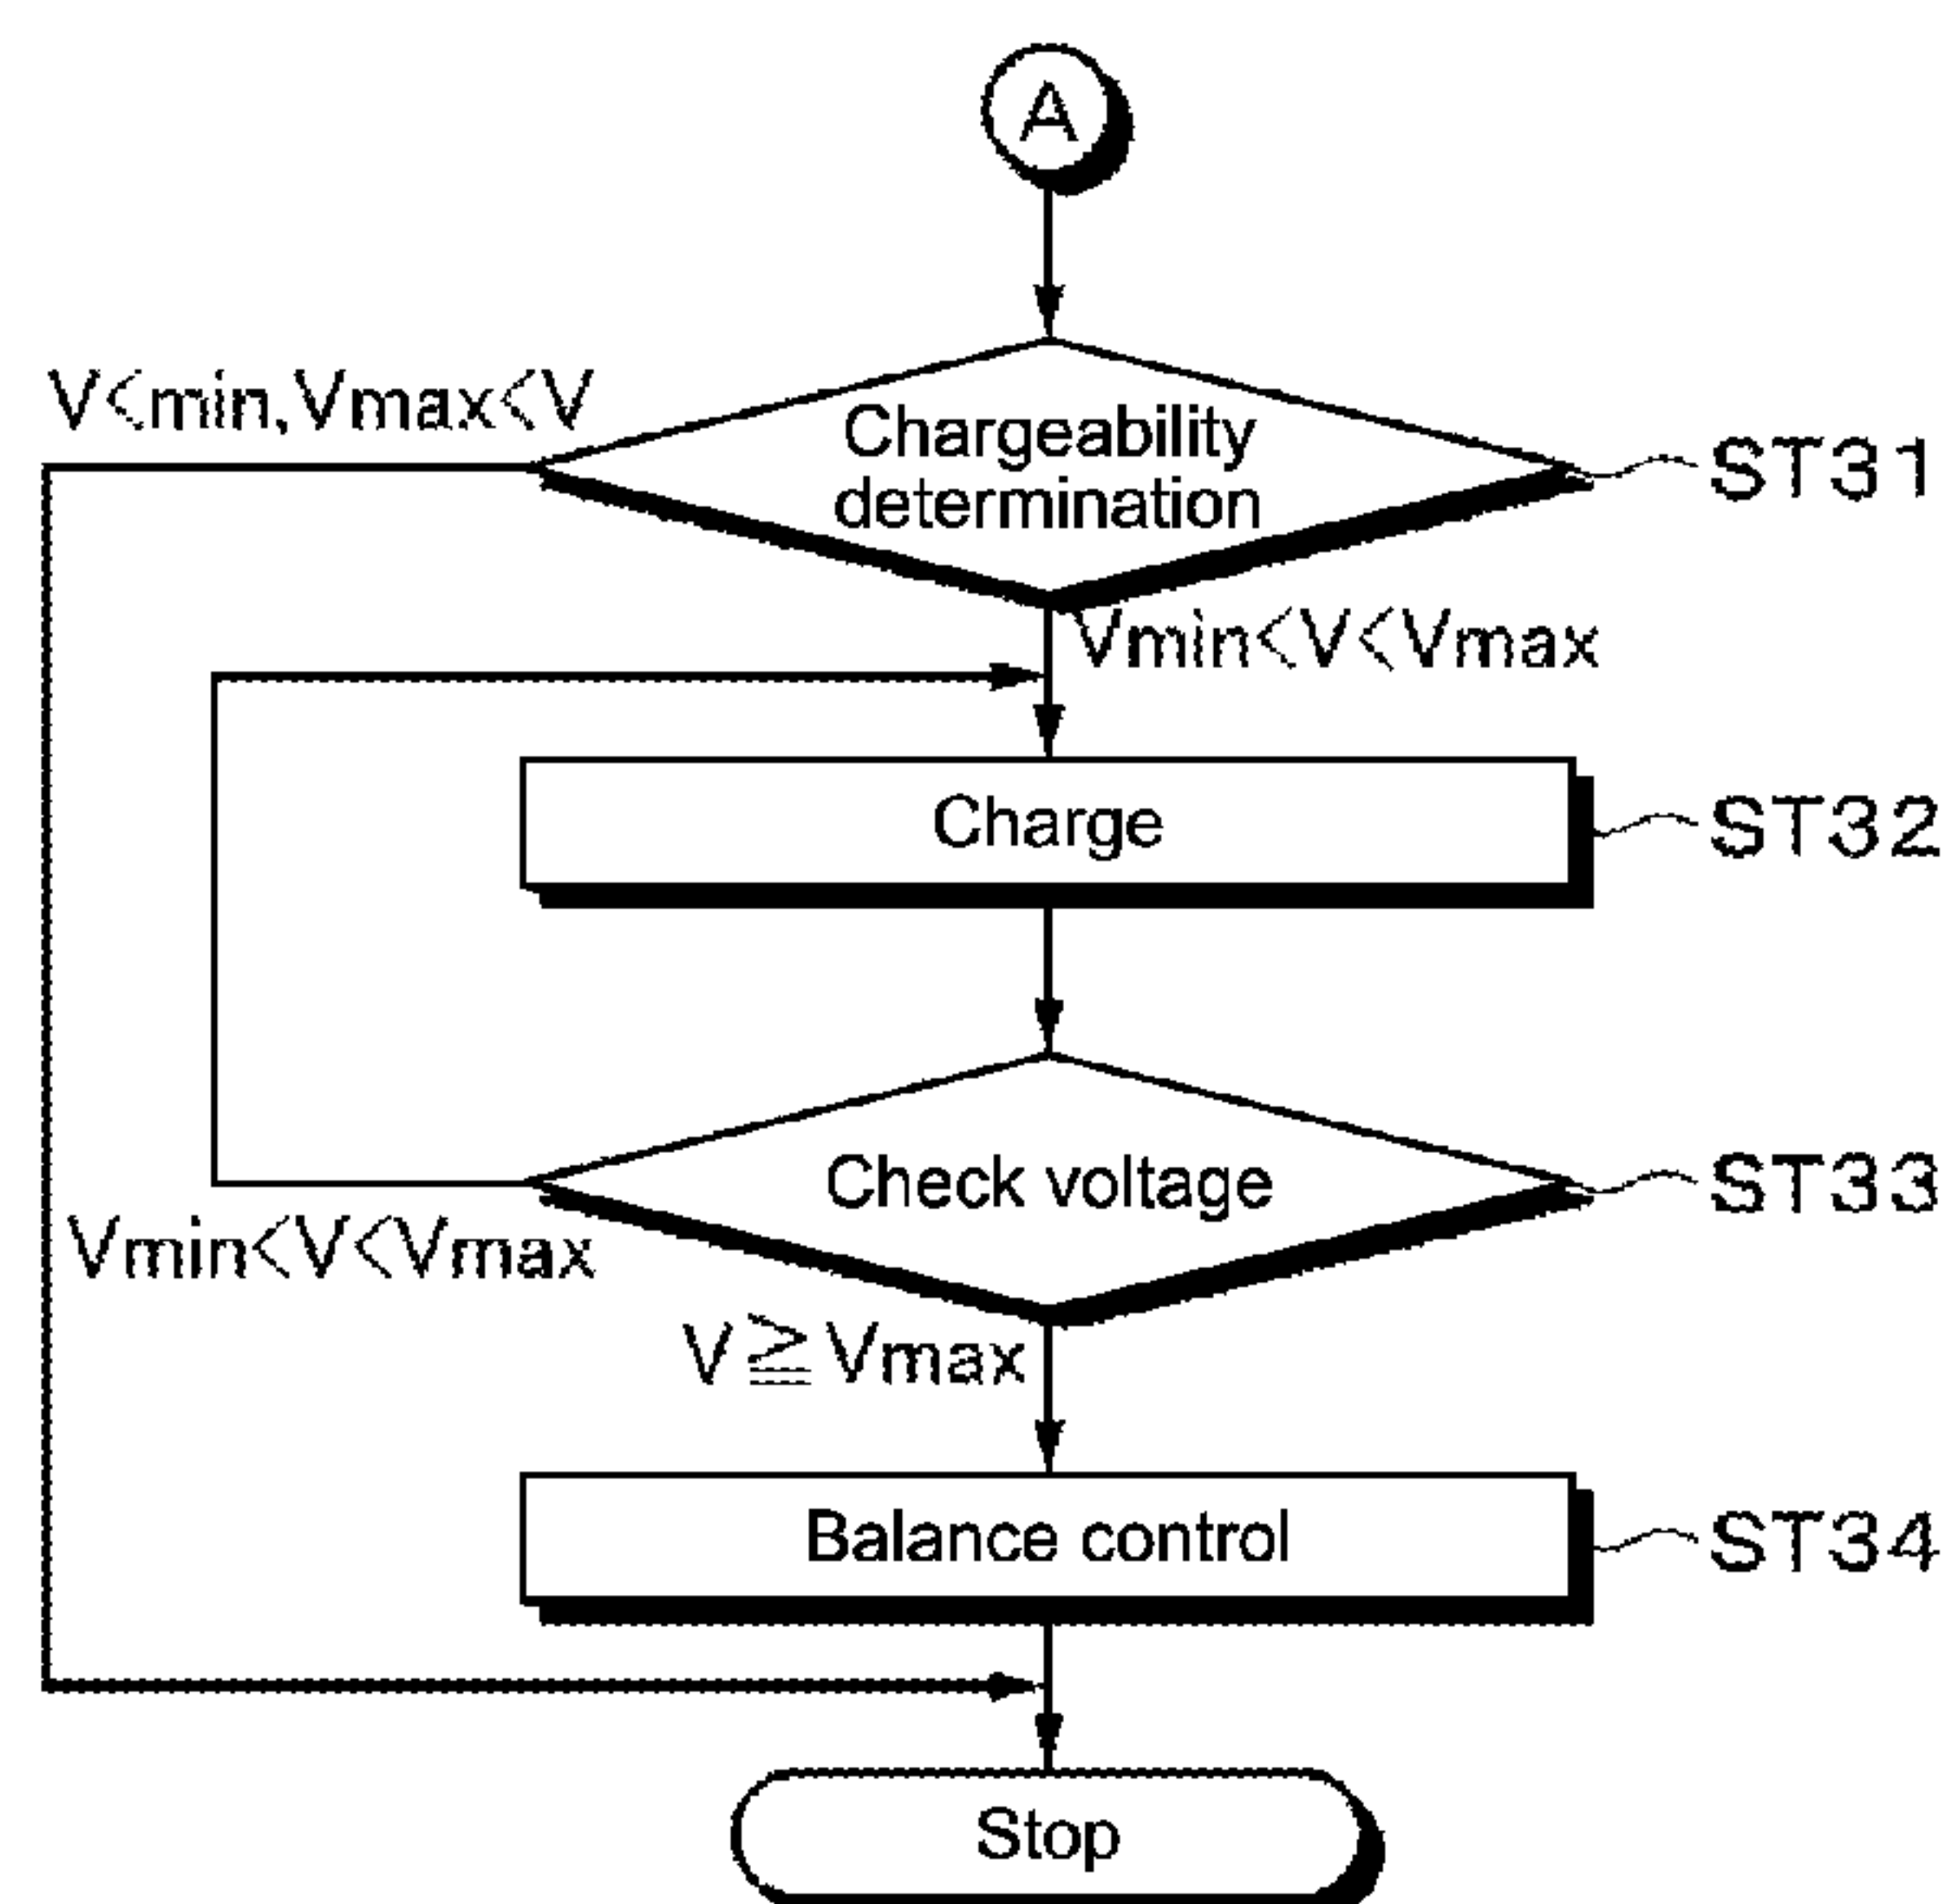 A
V<min,Vmax<V
Chargeability
determination
ST31
Vmin<V<Vmax
Charge
ST32
Check voltage
ST33
Vmin<V<Vmax
V≧Vmax
Balance control
ST34
Stop